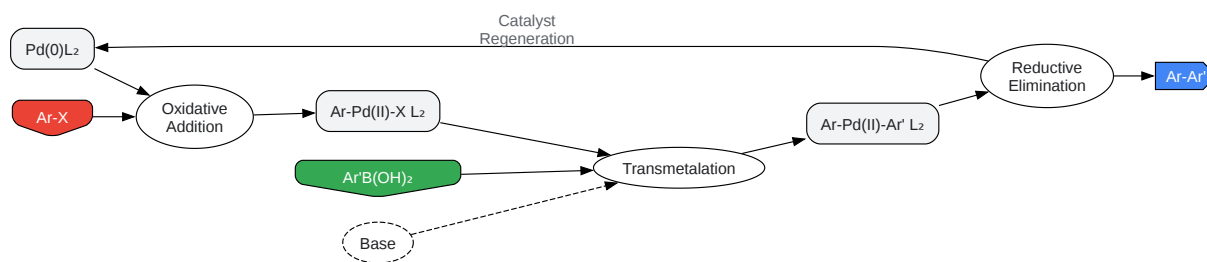 Catalyst
Regeneration
Pd(0)L₂
Ar-X
Oxidative
Addition
Ar-Pd(II)-X L₂
Ar'B(OH)₂
Base
Transmetalation
Ar-Pd(II)-Ar' L₂
Reductive
Elimination
Ar-Ar'